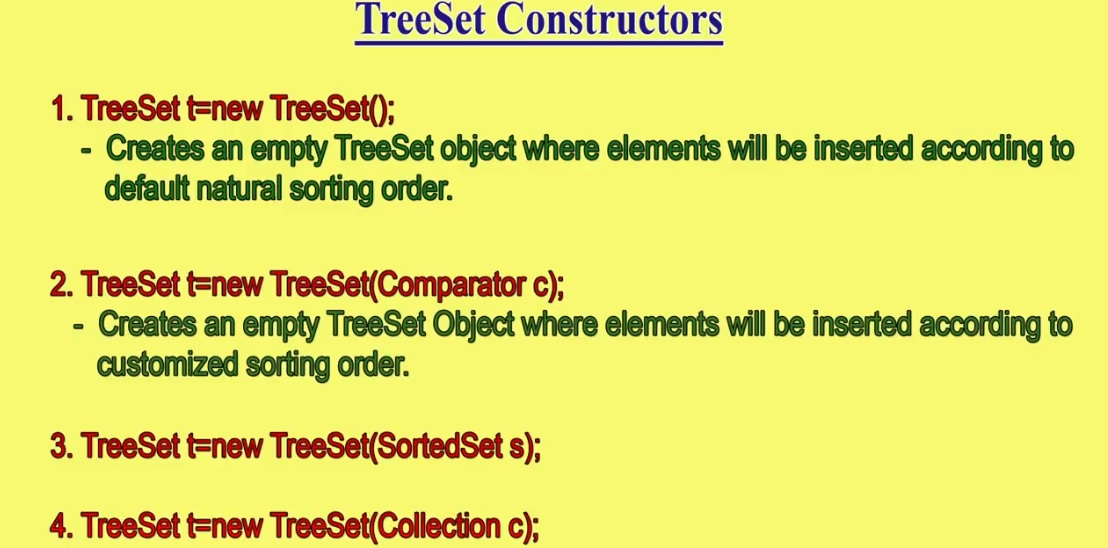 TreeSet Constructors
1. TreeSet t=new TreeSet();
- Creates an empty TreeSet object where elements will be inserted according to
default natural sorting order.
2. TreeSet t=new TreeSet(Comparator c);
- Creates an empty TreeSet Object where elements will be inserted according to
customized sorting order.
3. TreeSet t=new TreeSet(SortedSet s);
4. TreeSet t=new TreeSet(Collection c);